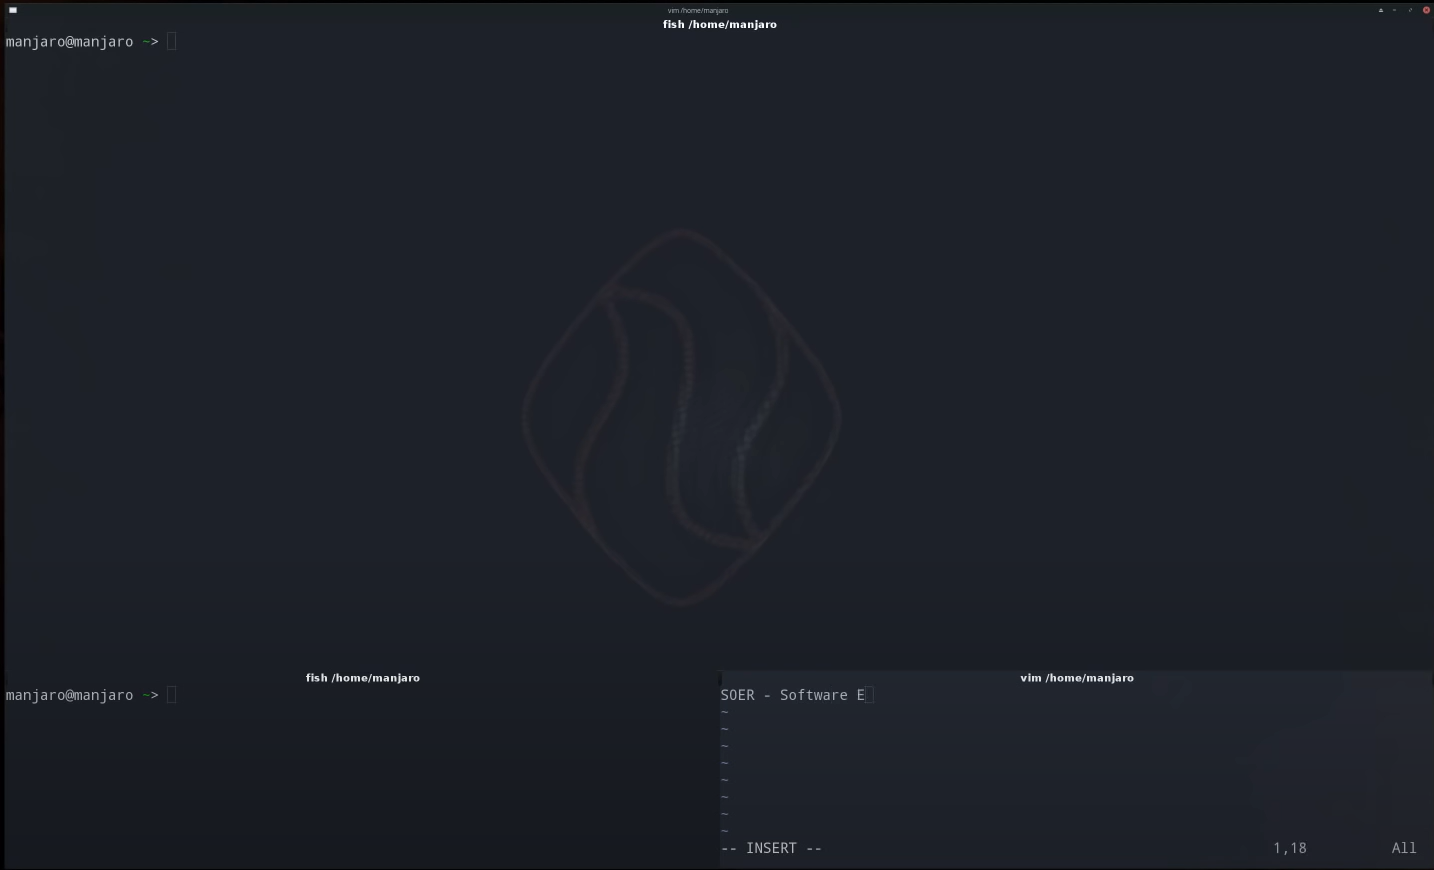 vim /home/manjaro
fish /home/manjaro
manjaro@manjaro ~>
fish /home/manjaro
manjaro@manjaro ~>
vim /home/manjaro
SOER - Software E
~
~
~
~
~
~
~
~
-- INSERT --    1,18    All